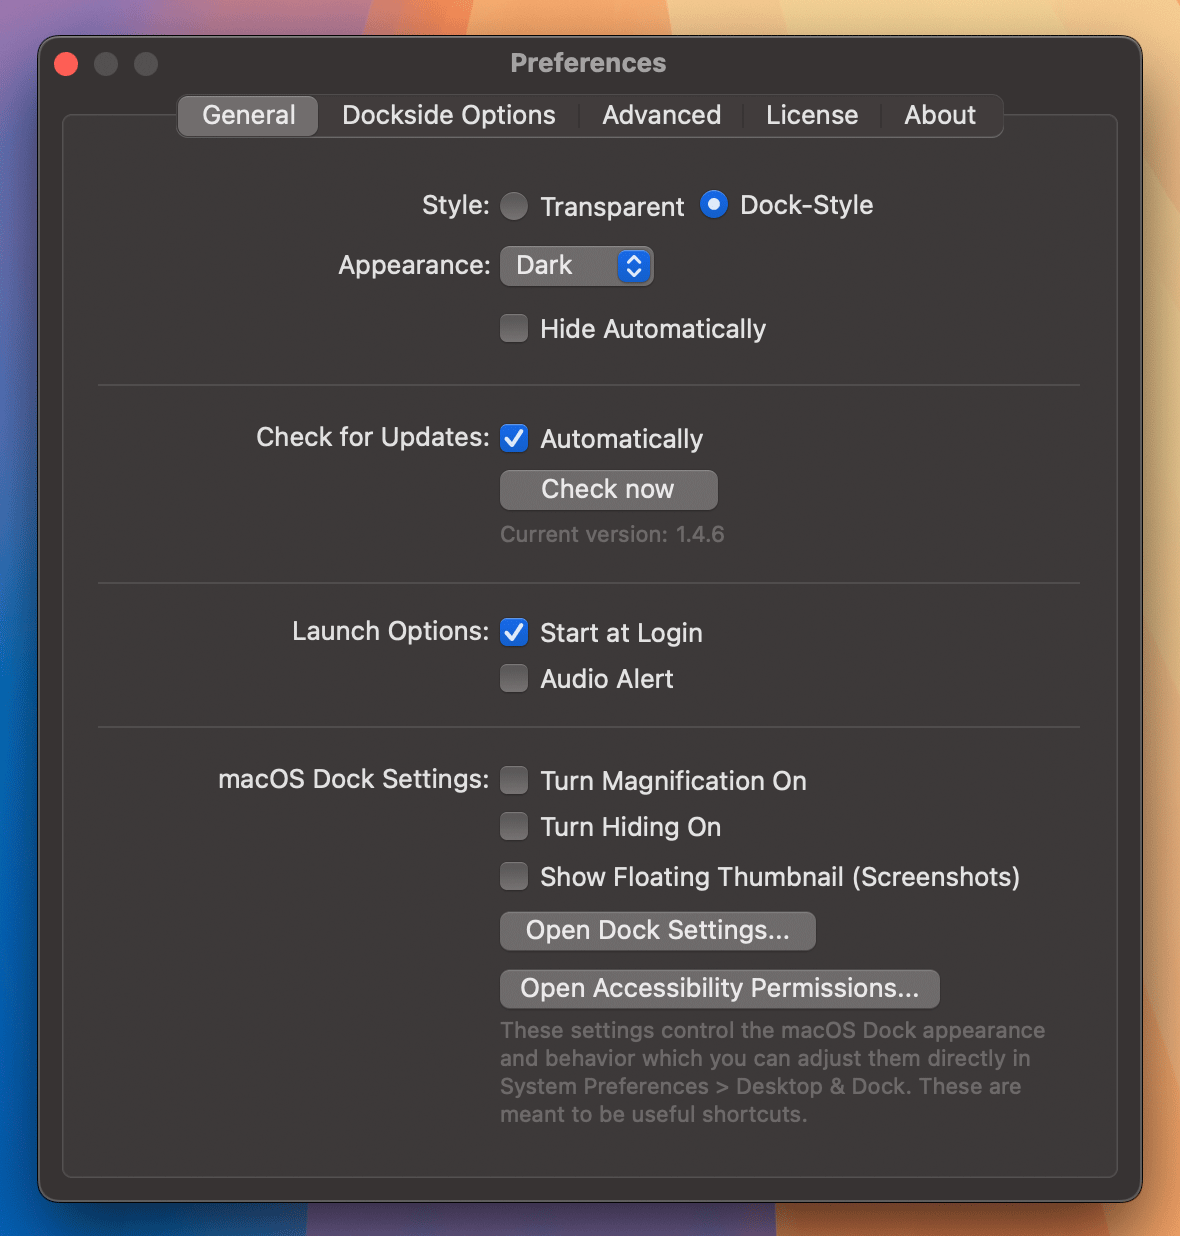 Preferences
General Dockside Options Advanced License About
Style: Transparent Dock-Style
Appearance: Dark
Hide Automatically
Check for Updates: Automatically
Check now
Current version: 1.4.6
Launch Options: Start at Login
Audio Alert
macOS Dock Settings: Turn Magnification On
Turn Hiding On
Show Floating Thumbnail (Screenshots)
Open Dock Settings...
Open Accessibility Permissions...
These settings control the macOS Dock appearance
and behavior which you can adjust them directly in
System Preferences > Desktop & Dock. These are
meant to be useful shortcuts.